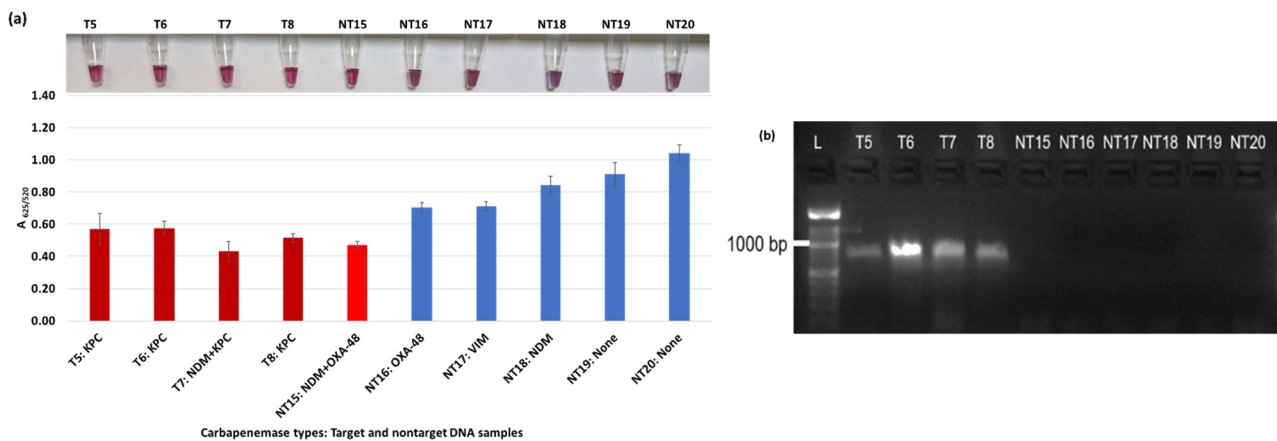 (a)
T5 T6 T7 T8 NT15 NT16 NT17 NT18 NT19 NT20
1.40
1.20
1.00
0.80
0.60
0.40
0.20
0.00
A 625/520
T5: KPC
T6: KPC
T7: NDM+KPC
T8: KPC
NT15: NDM+OXA-48
NT16: OXA-48
NT17: VIM
NT18: NDM
NT19: None
NT20: None
Carbapenemase types: Target and nontarget DNA samples
(b)
L T5 T6 T7 T8 NT15 NT16 NT17 NT18 NT19 NT20
1000 bp